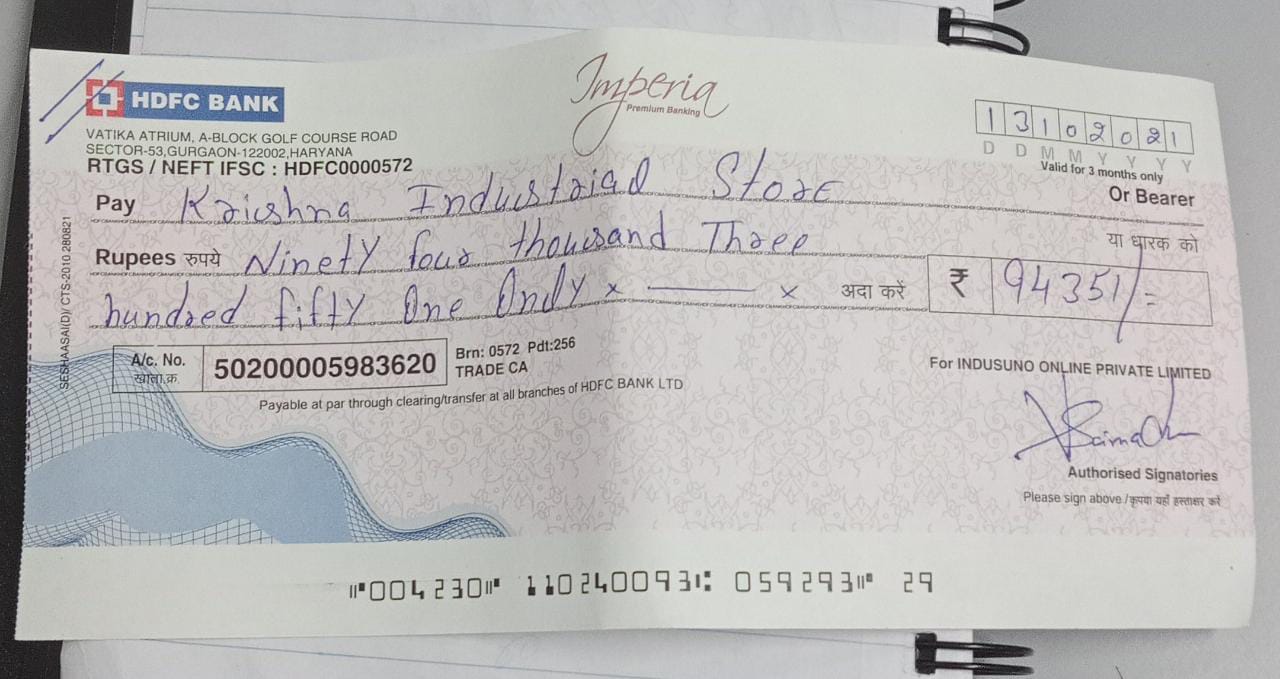 HDFC BANK
Imperia
Premium Banking
VATIKA ATRIUM, A-BLOCK GOLF COURSE ROAD
SECTOR-53,GURGAON-122002,HARYANA
RTGS / NEFT IFSC : HDFC0000572
1 3 1 0 2 0 2 1
D D M M Y Y Y Y
Valid for 3 months only
Pay Krishna Industrial Store Or Bearer
या धारक को
Rupees रुपये Ninety four thousand Three
hundred fifty One Only x ——— x अदा करें ₹ 94351/=
A/c. No.
खाता.क्र.
50200005983620
Brn: 0572 Pdt:256
TRADE CA
Payable at par through clearing/transfer at all branches of HDFC BANK LTD
For INDUSUNO ONLINE PRIVATE LIMITED
Authorised Signatories
Please sign above /कृपया यहाँ हस्ताक्षर करें
SESHAASAI(D)/ CTS-2010 280821
⑈004230⑈ 110240093⑆ 059293⑈ 29